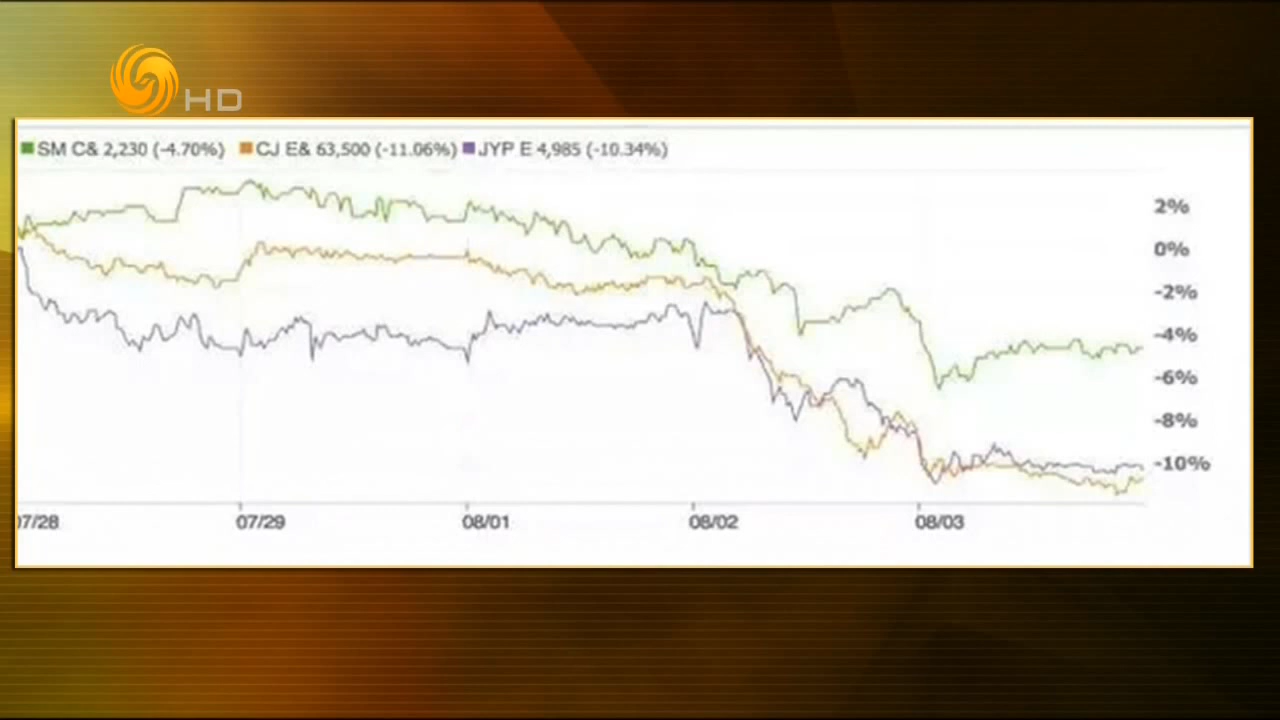 HD
SM C& 2,230 (-4.70%) CJ E& 63,500 (-11.06%) JYP E 4,985 (-10.34%)
2%
0%
-2%
-4%
-6%
-8%
-10%
07/28 07/29 08/01 08/02 08/03